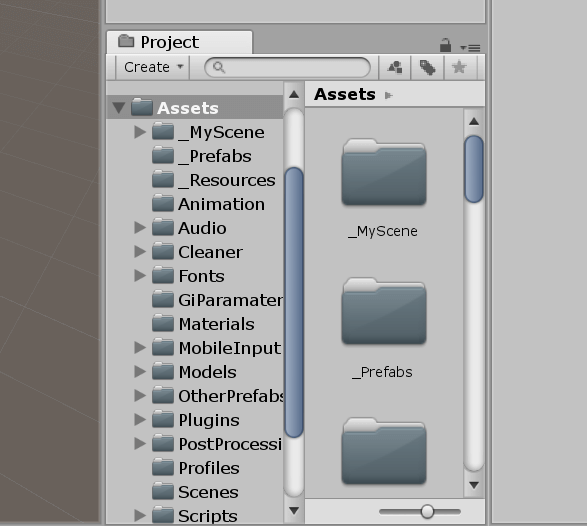 Project
Create
Assets
_MyScene
_Prefabs
_Resources
Animation
Audio
Cleaner
Fonts
GiParamater
Materials
MobileInput
Models
OtherPrefabs
Plugins
PostProcessi
Profiles
Scenes
Scripts
Assets
_MyScene
_Prefabs